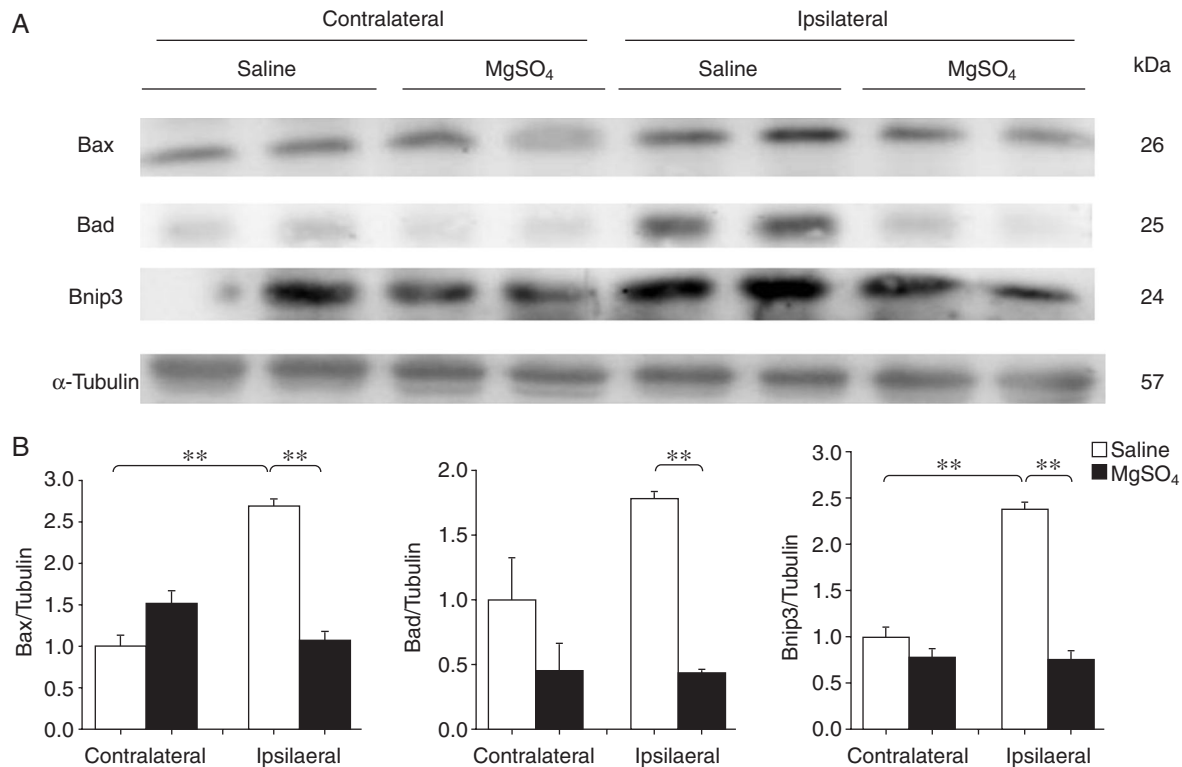 A
Contralateral Ipsilateral
Saline MgSO₄ Saline MgSO₄ kDa
Bax 26
Bad 25
Bnip3 24
α-Tubulin 57
B
Saline
MgSO₄
** **
Bax/Tubulin
3.0
2.5
2.0
1.5
1.0
0.5
0.0
Contralateral Ipsilaeral
**
Bad/Tubulin
2.0
1.5
1.0
0.5
0.0
Contralateral Ipsilaeral
** **
Bnip3/Tubulin
3.0
2.5
2.0
1.5
1.0
0.5
0.0
Contralateral Ipsilaeral